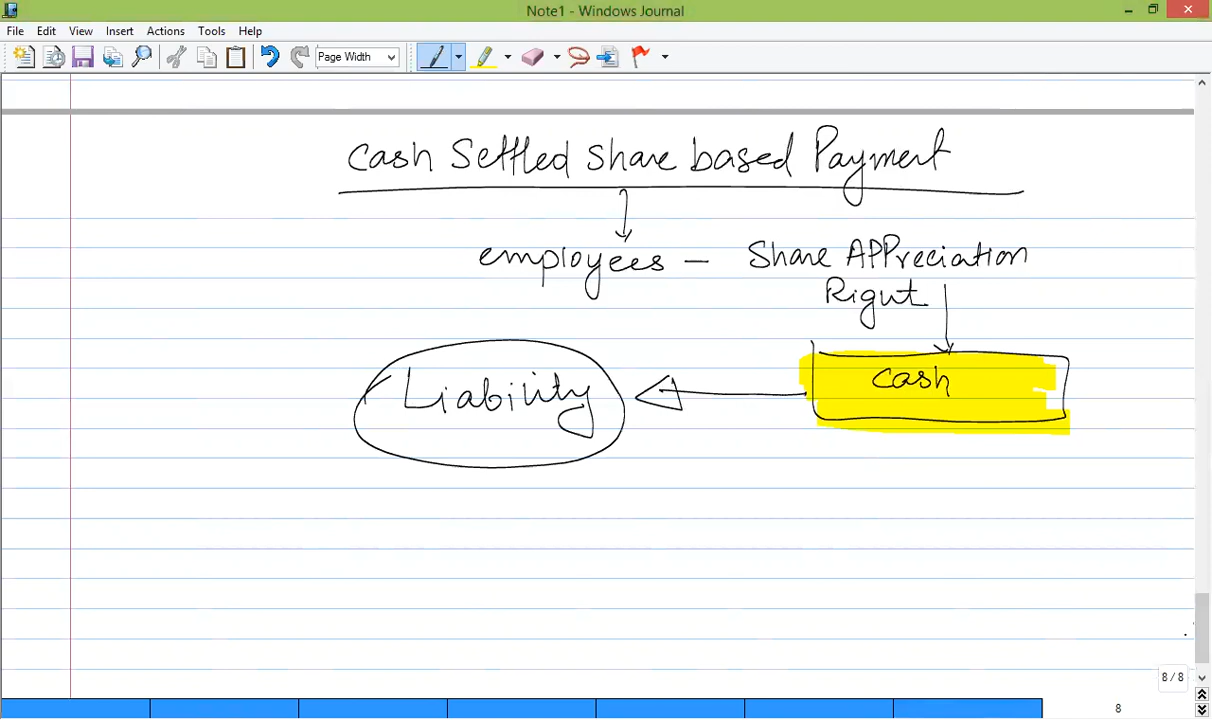 Note1 - Windows Journal
File Edit View Insert Actions Tools Help
Page Width
Cash Settled Share based Payment
employees - Share Appreciation
Right
Cash
Liability
8 / 8
8